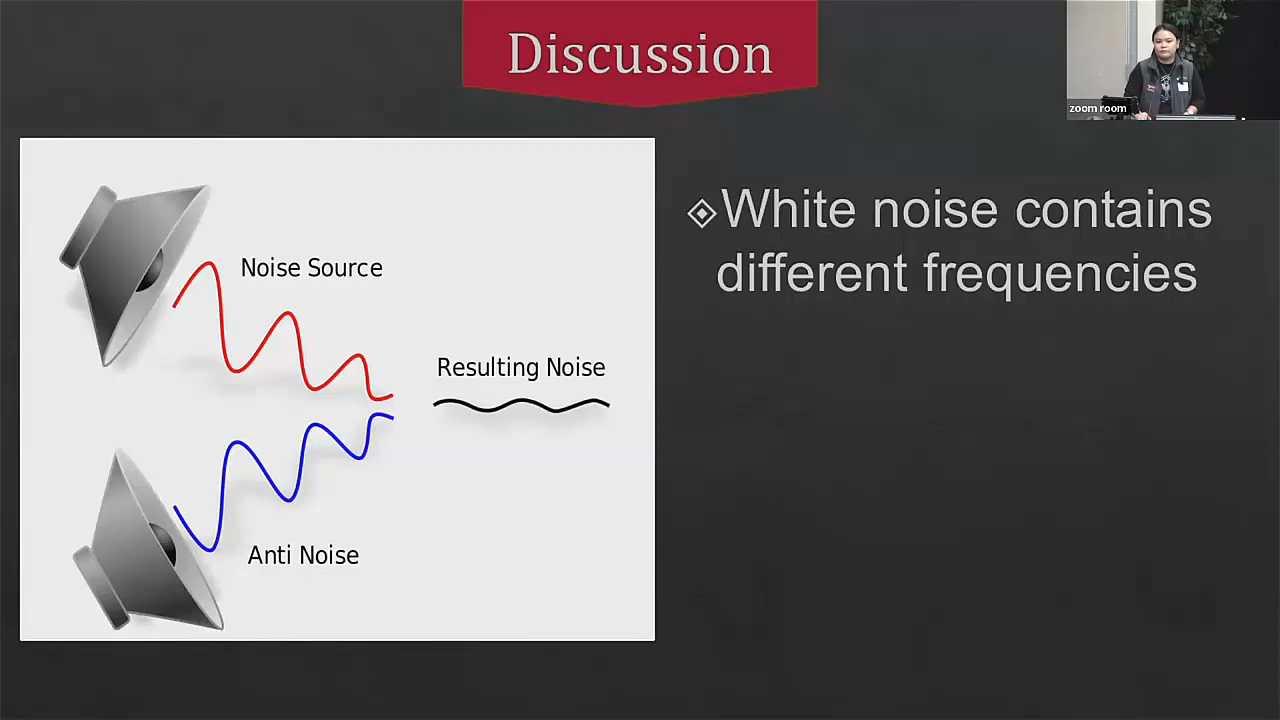 Discussion
zoom room
Noise Source
Resulting Noise
Anti Noise
White noise contains
different frequencies